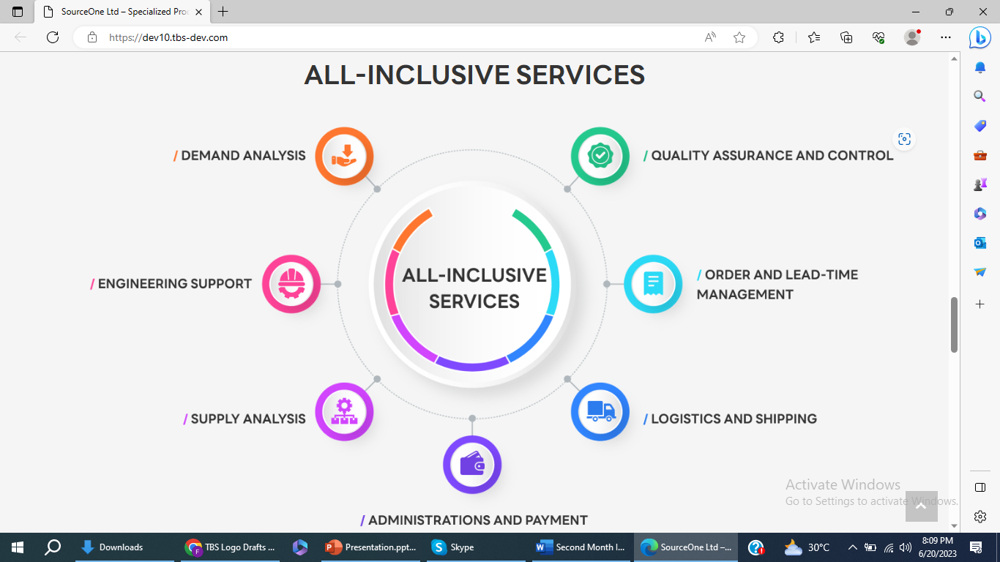 SourceOne Ltd – Specialized Pro
https://dev10.tbs-dev.com
ALL-INCLUSIVE SERVICES
/ DEMAND ANALYSIS
/ QUALITY ASSURANCE AND CONTROL
/ ENGINEERING SUPPORT
ALL-INCLUSIVE
SERVICES
/ ORDER AND LEAD-TIME
MANAGEMENT
/ SUPPLY ANALYSIS
/ LOGISTICS AND SHIPPING
/ ADMINISTRATIONS AND PAYMENT
Activate Windows
Go to Settings to activate Windows.
Downloads
TBS Logo Drafts ...
Presentation.ppt...
Skype
Second Month I...
SourceOne Ltd –...
30°C
8:09 PM
6/20/2023